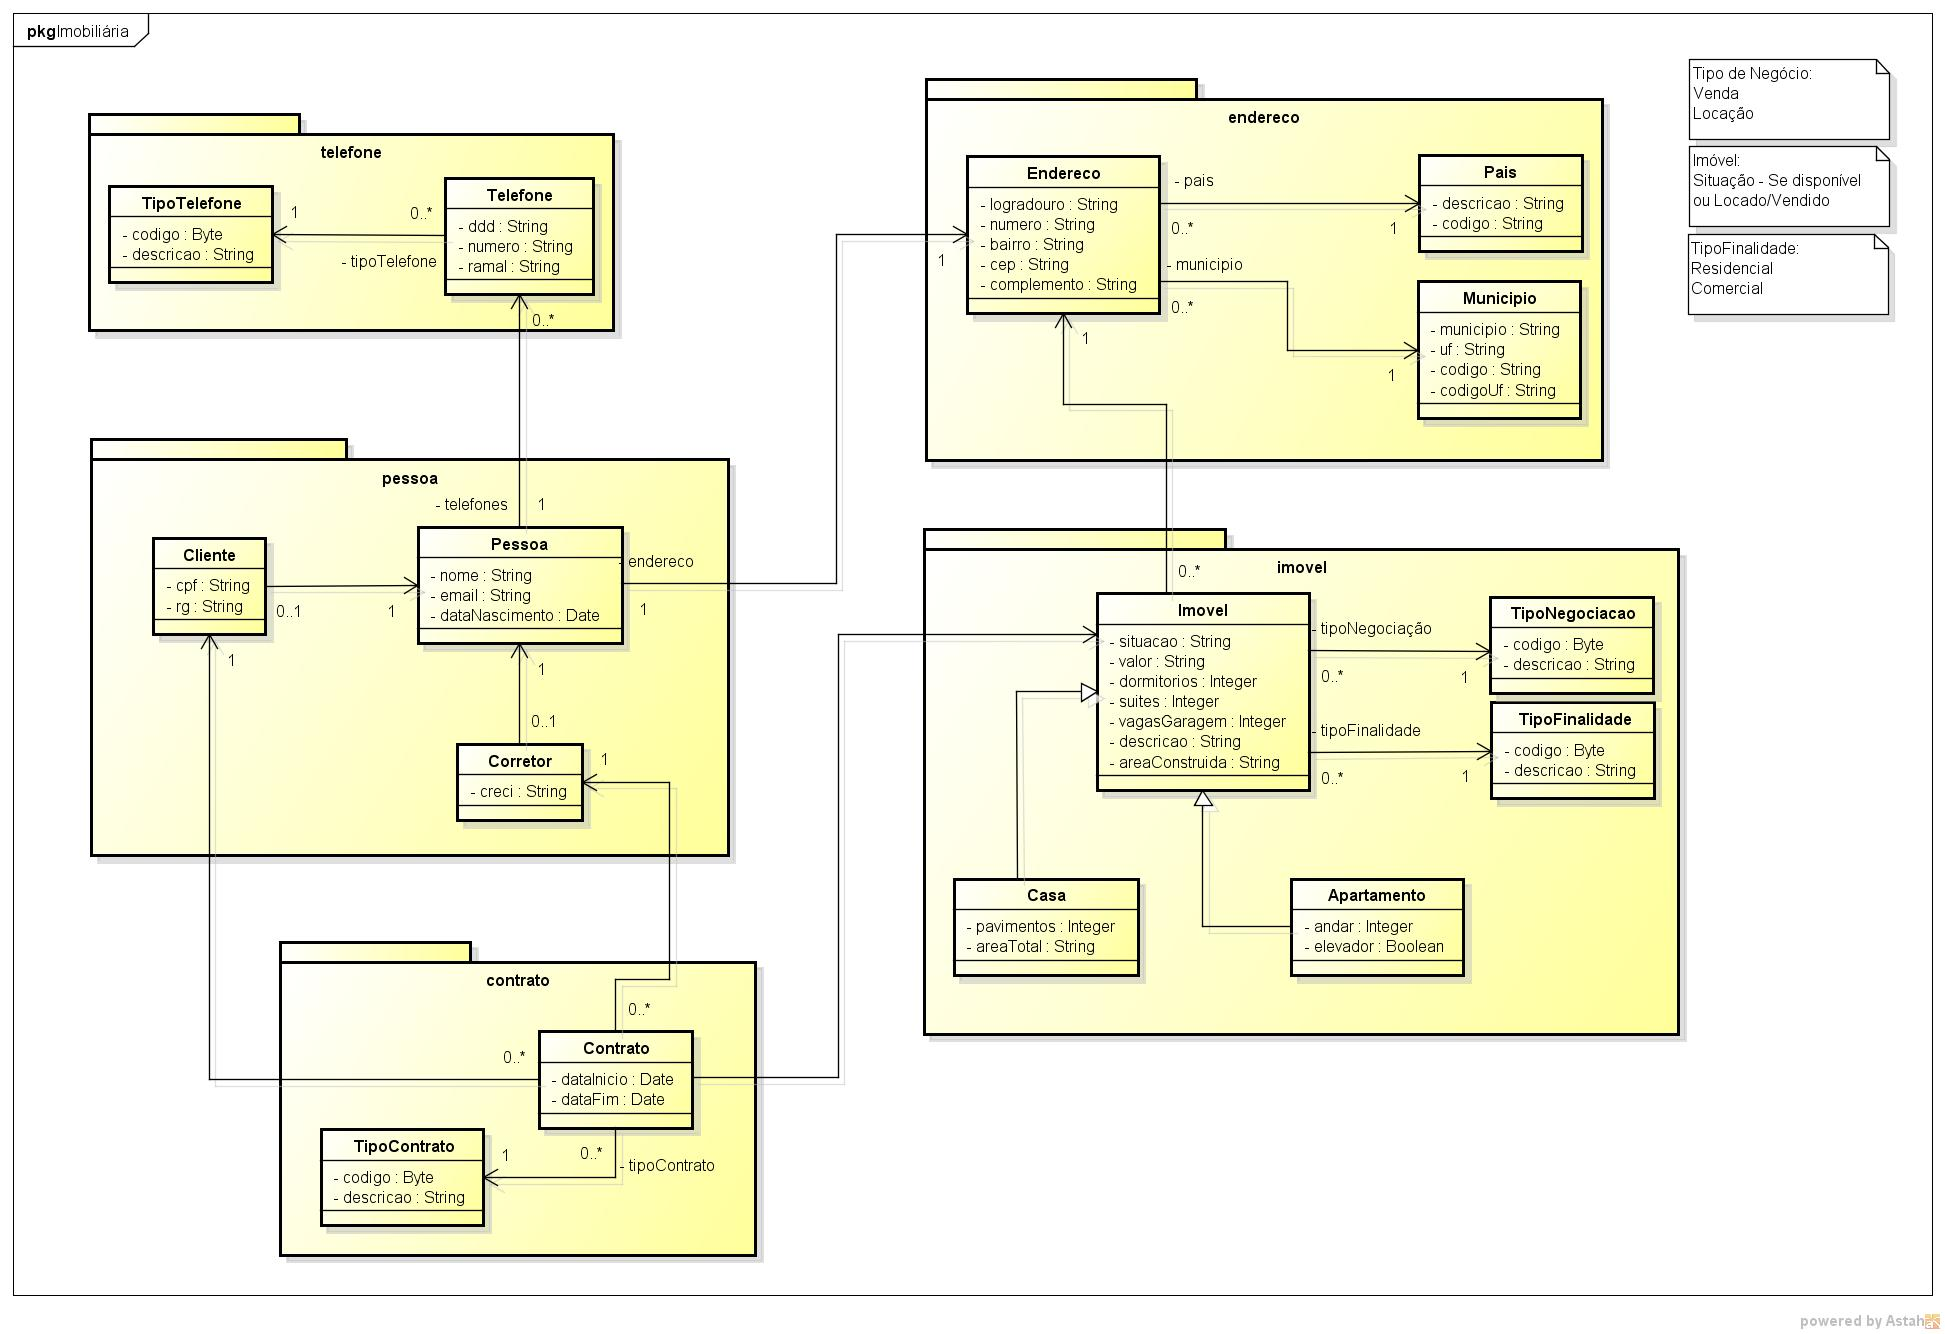 pkgImobiliária
Tipo de Negócio:
Venda
Locação
Imóvel:
Situação - Se disponível
ou Locado/Vendido
TipoFinalidade:
Residencial
Comercial
telefone
TipoTelefone
- codigo : Byte
- descricao : String
1
0..*
- tipoTelefone
Telefone
- ddd : String
- numero : String
- ramal : String
0..*
endereco
Endereco
- logradouro : String
- numero : String
- bairro : String
- cep : String
- complemento : String
- pais
0..*
1
- municipio
0..*
1
1
1
Pais
- descricao : String
- codigo : String
Municipio
- municipio : String
- uf : String
- codigo : String
- codigoUf : String
pessoa
- telefones
1
Cliente
- cpf : String
- rg : String
0..1
1
1
Pessoa
- nome : String
- email : String
- dataNascimento : Date
- endereco
1
1
0..1
Corretor
- creci : String
1
imovel
0..*
Imovel
- situacao : String
- valor : String
- dormitorios : Integer
- suites : Integer
- vagasGaragem : Integer
- descricao : String
- areaConstruida : String
- tipoNegociação
0..*
1
TipoNegociacao
- codigo : Byte
- descricao : String
- tipoFinalidade
0..*
1
TipoFinalidade
- codigo : Byte
- descricao : String
Casa
- pavimentos : Integer
- areaTotal : String
Apartamento
- andar : Integer
- elevador : Boolean
contrato
0..*
0..*
Contrato
- dataInicio : Date
- dataFim : Date
0..*
- tipoContrato
1
TipoContrato
- codigo : Byte
- descricao : String
powered by Astah